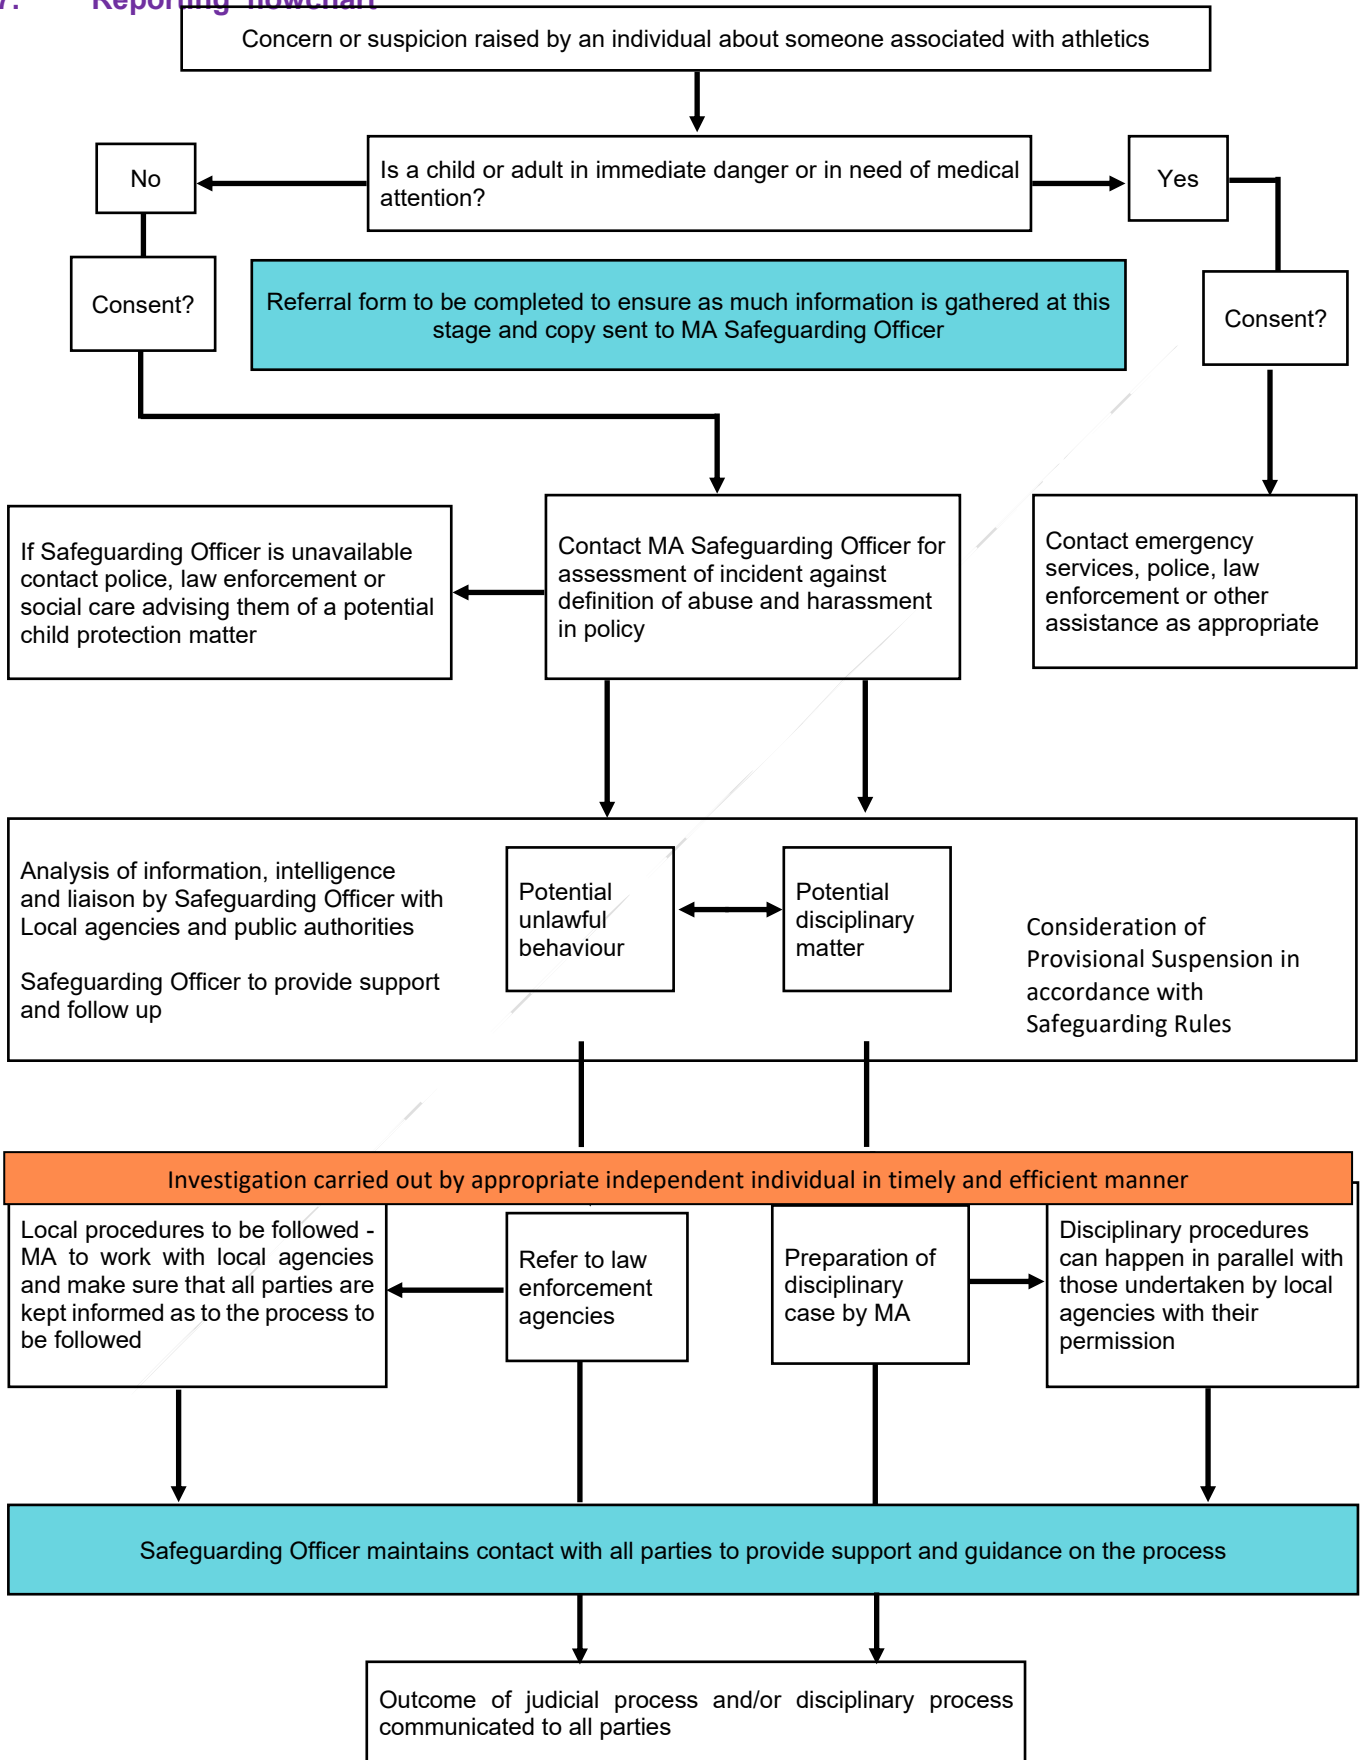 7. Reporting flowchart
Concern or suspicion raised by an individual about someone associated with athletics
No
Is a child or adult in immediate danger or in need of medical
attention?
Yes
Consent?
Referral form to be completed to ensure as much information is gathered at this
stage and copy sent to MA Safeguarding Officer
Consent?
If Safeguarding Officer is unavailable
contact police, law enforcement or
social care advising them of a potential
child protection matter
Contact MA Safeguarding Officer for
assessment of incident against
definition of abuse and harassment
in policy
Contact emergency
services, police, law
enforcement or other
assistance as appropriate
Analysis of information, intelligence
and liaison by Safeguarding Officer with
Local agencies and public authorities
Safeguarding Officer to provide support
and follow up
Potential
unlawful
behaviour
Potential
disciplinary
matter
Consideration of
Provisional Suspension in
accordance with
Safeguarding Rules
Investigation carried out by appropriate independent individual in timely and efficient manner
Local procedures to be followed -
MA to work with local agencies
and make sure that all parties are
kept informed as to the process to
be followed
Refer to law
enforcement
agencies
Preparation of
disciplinary
case by MA
Disciplinary procedures
can happen in parallel with
those undertaken by local
agencies with their
permission
Safeguarding Officer maintains contact with all parties to provide support and guidance on the process
Outcome of judicial process and/or disciplinary process
communicated to all parties